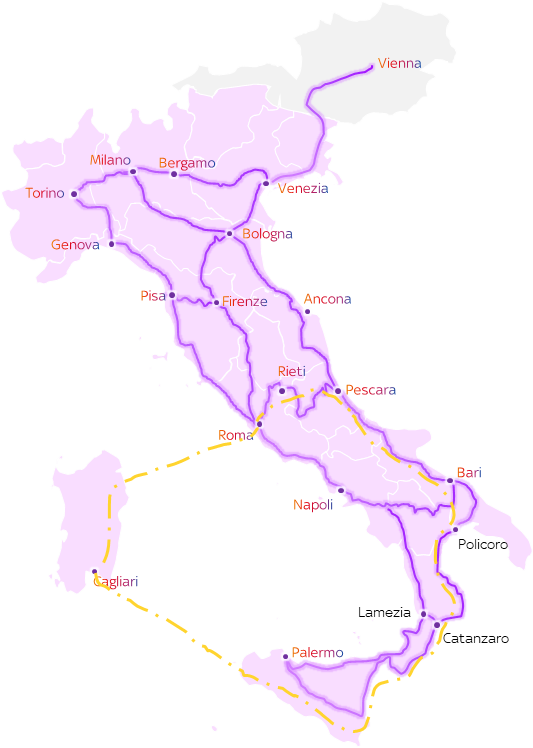 Vienna
Milano
Bergamo
Torino
Venezia
Genova
Bologna
Pisa
Firenze
Ancona
Rieti
Pescara
Roma
Bari
Napoli
Policoro
Cagliari
Lamezia
Catanzaro
Palermo